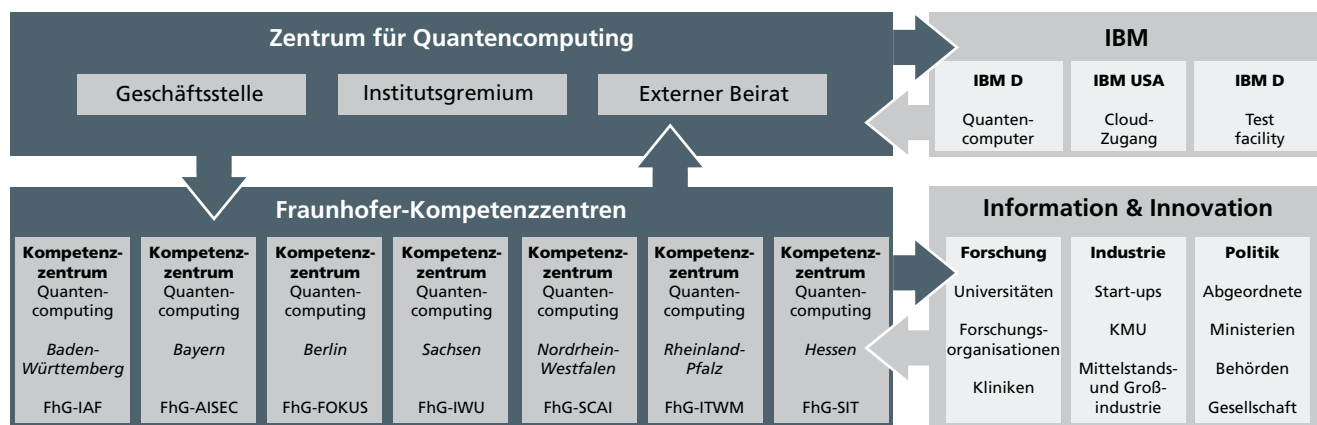 Zentrum für Quantencomputing
Geschäftsstelle
Institutsgremium
Externer Beirat
IBM
IBM D
Quanten-
computer
IBM USA
Cloud-
Zugang
IBM D
Test
facility
Fraunhofer-Kompetenzzentren
Kompetenz-
zentrum
Quanten-
computing
Baden-
Württemberg
FhG-IAF
Kompetenz-
zentrum
Quanten-
computing
Bayern
FhG-AISEC
Kompetenz-
zentrum
Quanten-
computing
Berlin
FhG-FOKUS
Kompetenz-
zentrum
Quanten-
computing
Sachsen
FhG-IWU
Kompetenz-
zentrum
Quanten-
computing
Nordrhein-
Westfalen
FhG-SCAI
Kompetenz-
zentrum
Quanten-
computing
Rheinland-
Pfalz
FhG-ITWM
Kompetenz-
zentrum
Quanten-
computing
Hessen
FhG-SIT
Information & Innovation
Forschung
Universitäten
Forschungs-
organisationen
Kliniken
Industrie
Start-ups
KMU
Mittelstands-
und Groß-
industrie
Politik
Abgeordnete
Ministerien
Behörden
Gesellschaft